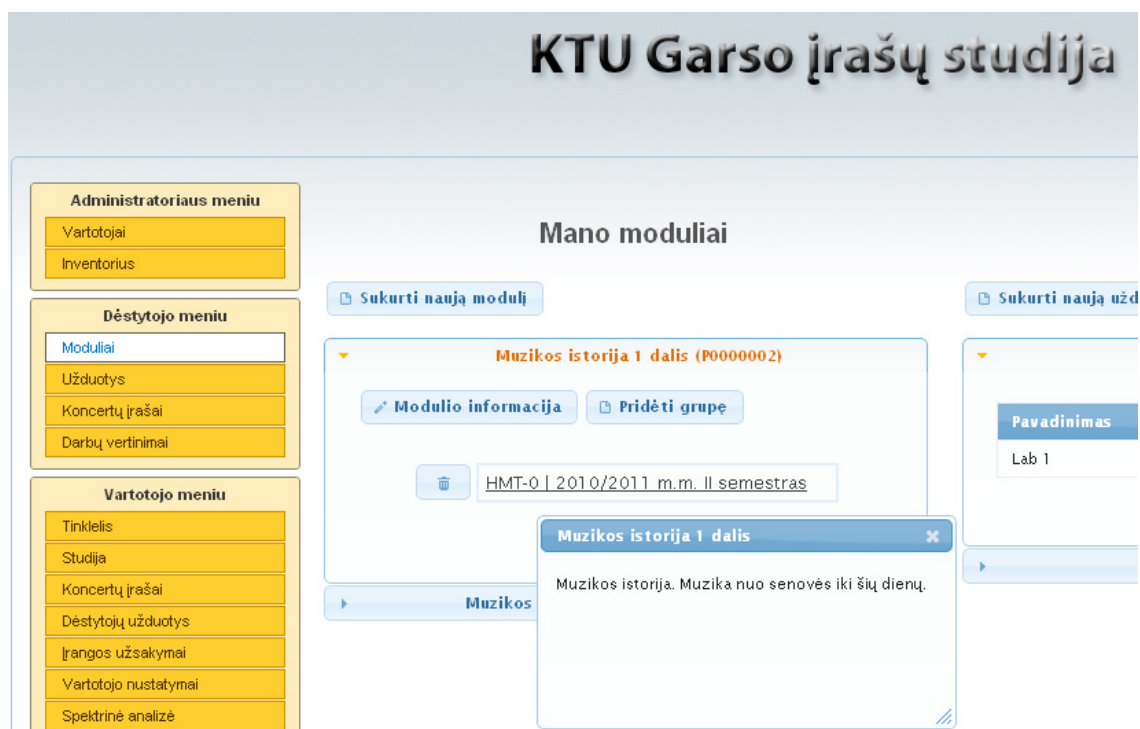 KTU Garso įrašų studija
Administratoriaus meniu
Vartotojai
Inventorius
Dėstytojo meniu
Moduliai
Užduotys
Koncertų įrašai
Darbų vertinimai
Vartotojo meniu
Tinklelis
Studija
Koncertų įrašai
Dėstytojų užduotys
Įrangos užsakymai
Vartotojo nustatymai
Spektrinė analizė
Mano moduliai
Sukurti naują modulį
Muzikos istorija 1 dalis (P0000002)
Modulio informacija Pridėti grupę
HMT-0 | 2010/2011 m.m. II semestras
Muzikos
Muzikos istorija 1 dalis
Muzikos istorija. Muzika nuo senovės iki šių dienų.
Sukurti naują užd
Pavadinimas
Lab 1